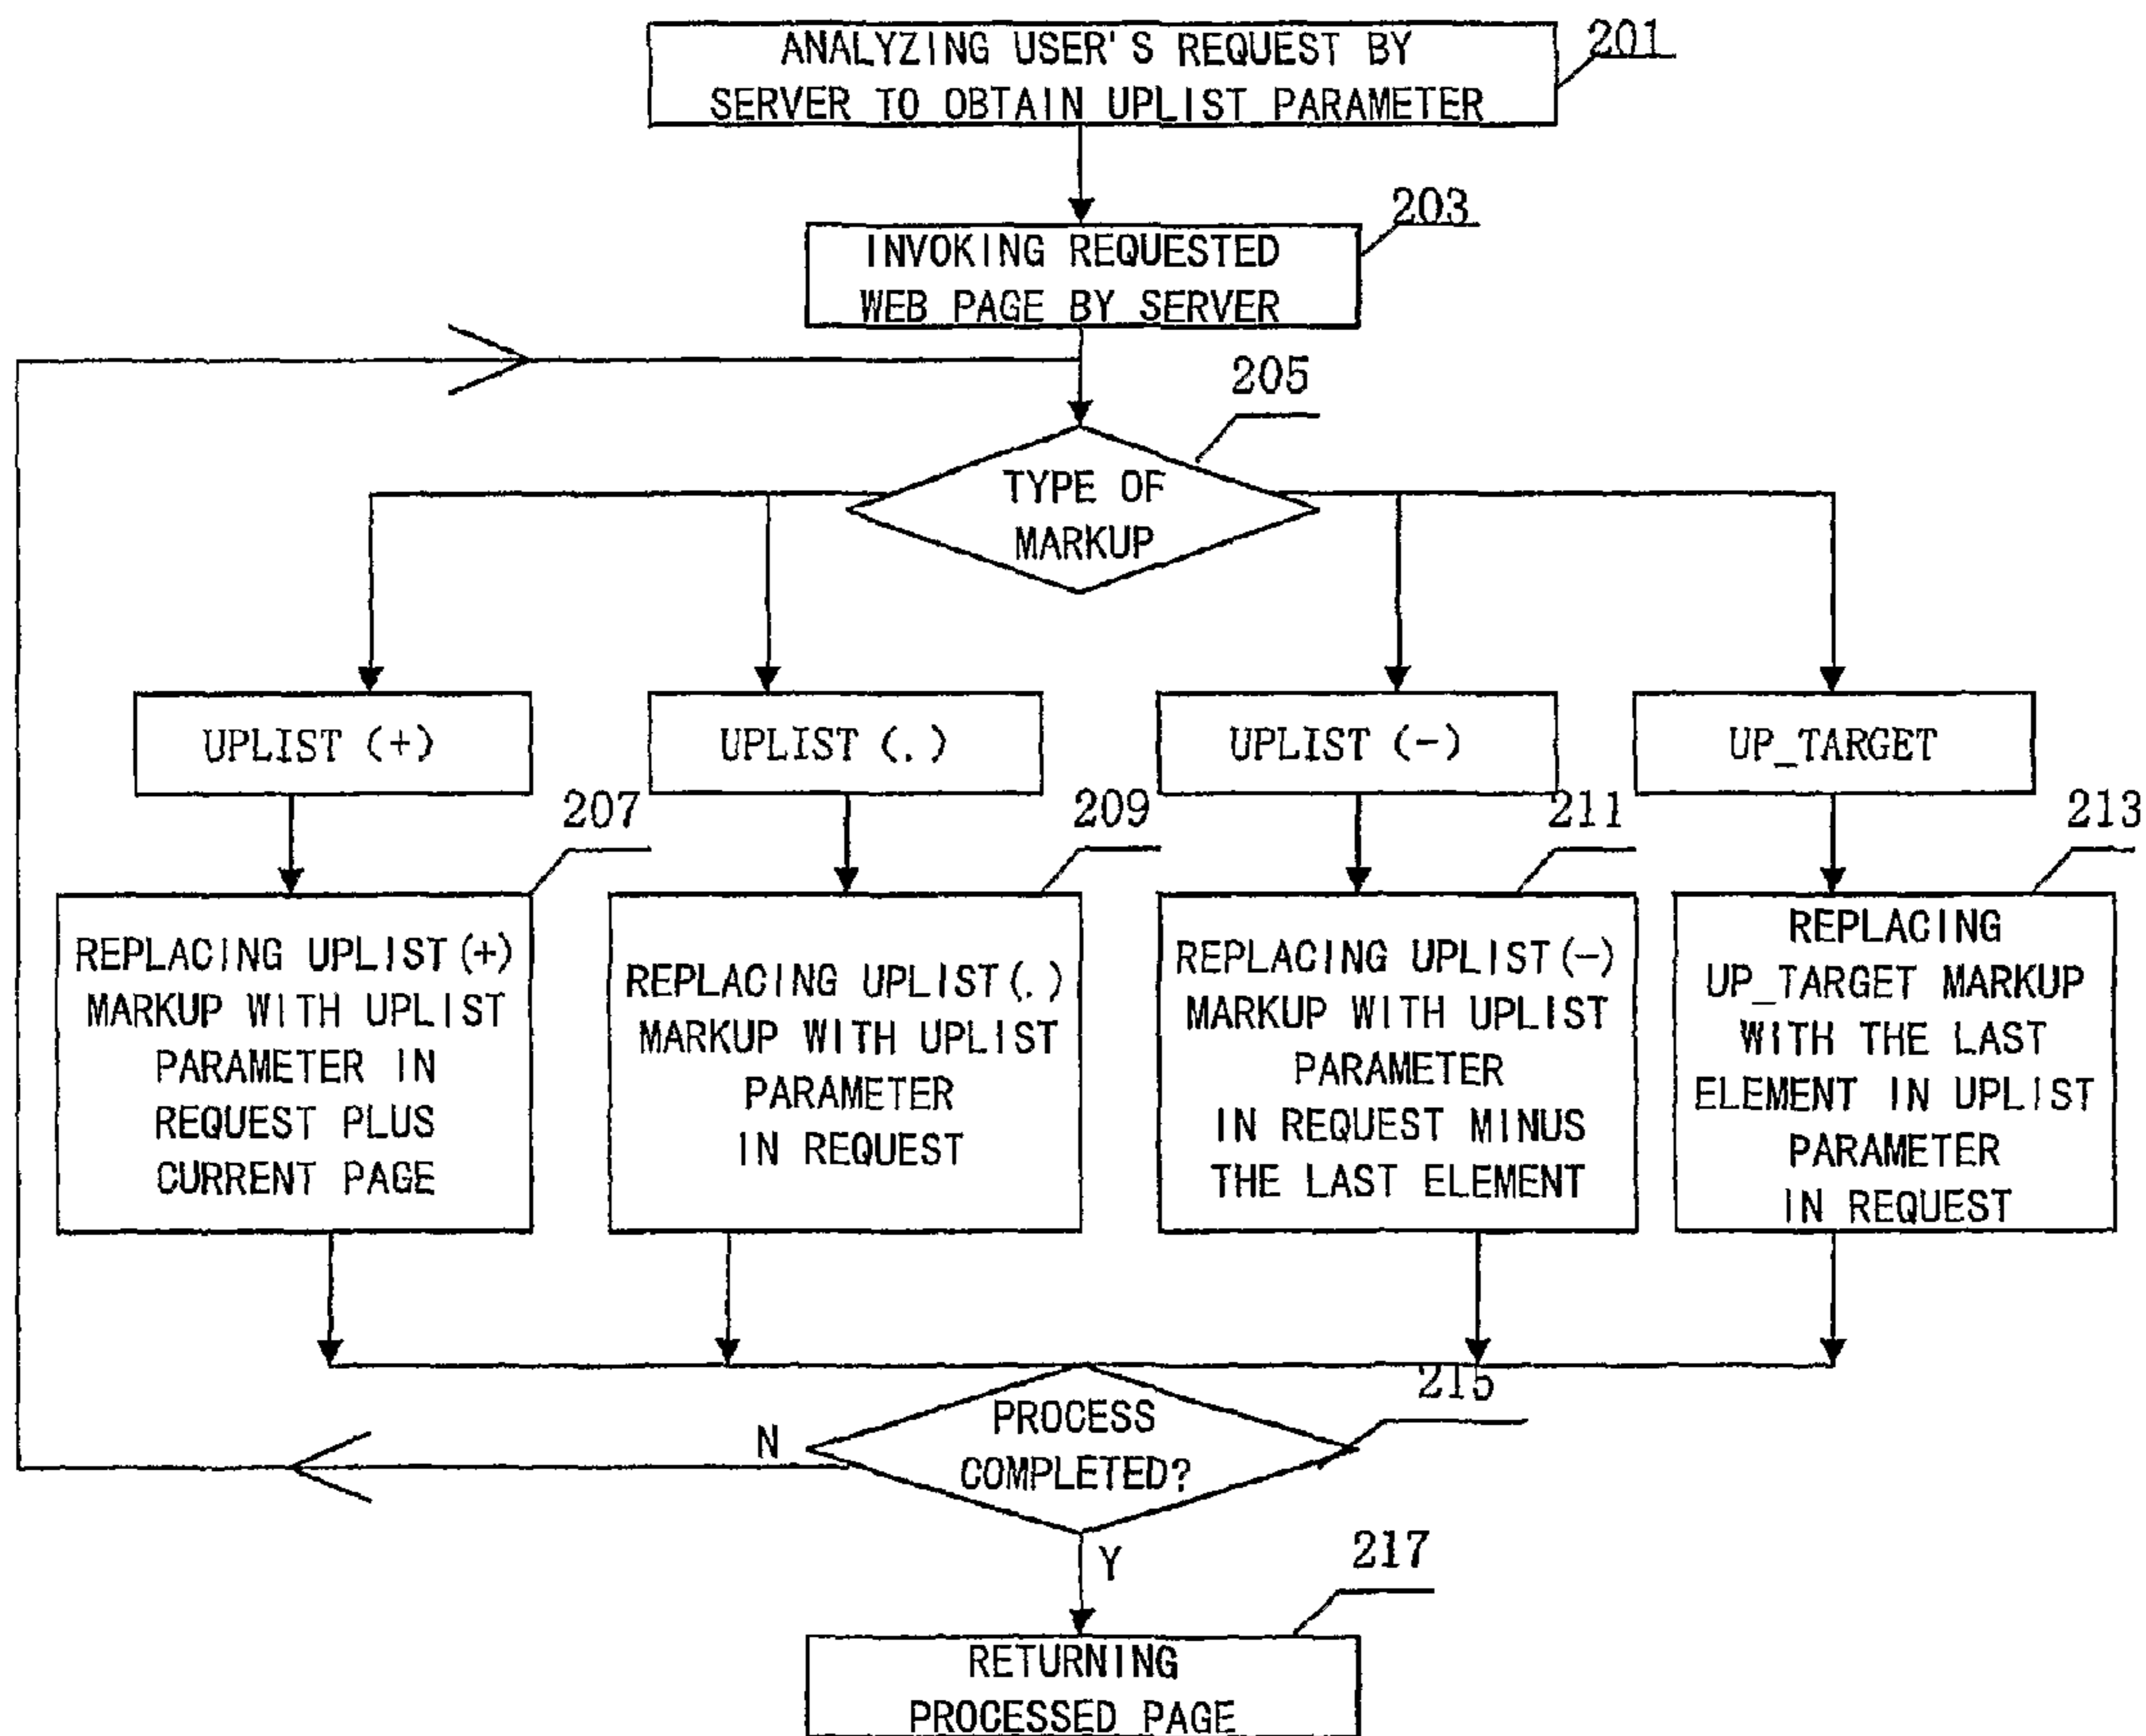 ANALYZING USER'S REQUEST BY
SERVER TO OBTAIN UPLIST PARAMETER
201
INVOKING REQUESTED
WEB PAGE BY SERVER
203
205
TYPE OF
MARKUP
UPLIST (+)
UPLIST (.)
UPLIST (-)
UP_TARGET
207
209
211
213
REPLACING UPLIST(+)
MARKUP WITH UPLIST
PARAMETER IN
REQUEST PLUS
CURRENT PAGE
REPLACING UPLIST(.)
MARKUP WITH UPLIST
PARAMETER
IN REQUEST
REPLACING UPLIST(-)
MARKUP WITH UPLIST
PARAMETER
IN REQUEST MINUS
THE LAST ELEMENT
REPLACING
UP_TARGET MARKUP
WITH THE LAST
ELEMENT IN UPLIST
PARAMETER
IN REQUEST
215
PROCESS
COMPLETED?
N
Y
217
RETURNING
PROCESSED PAGE